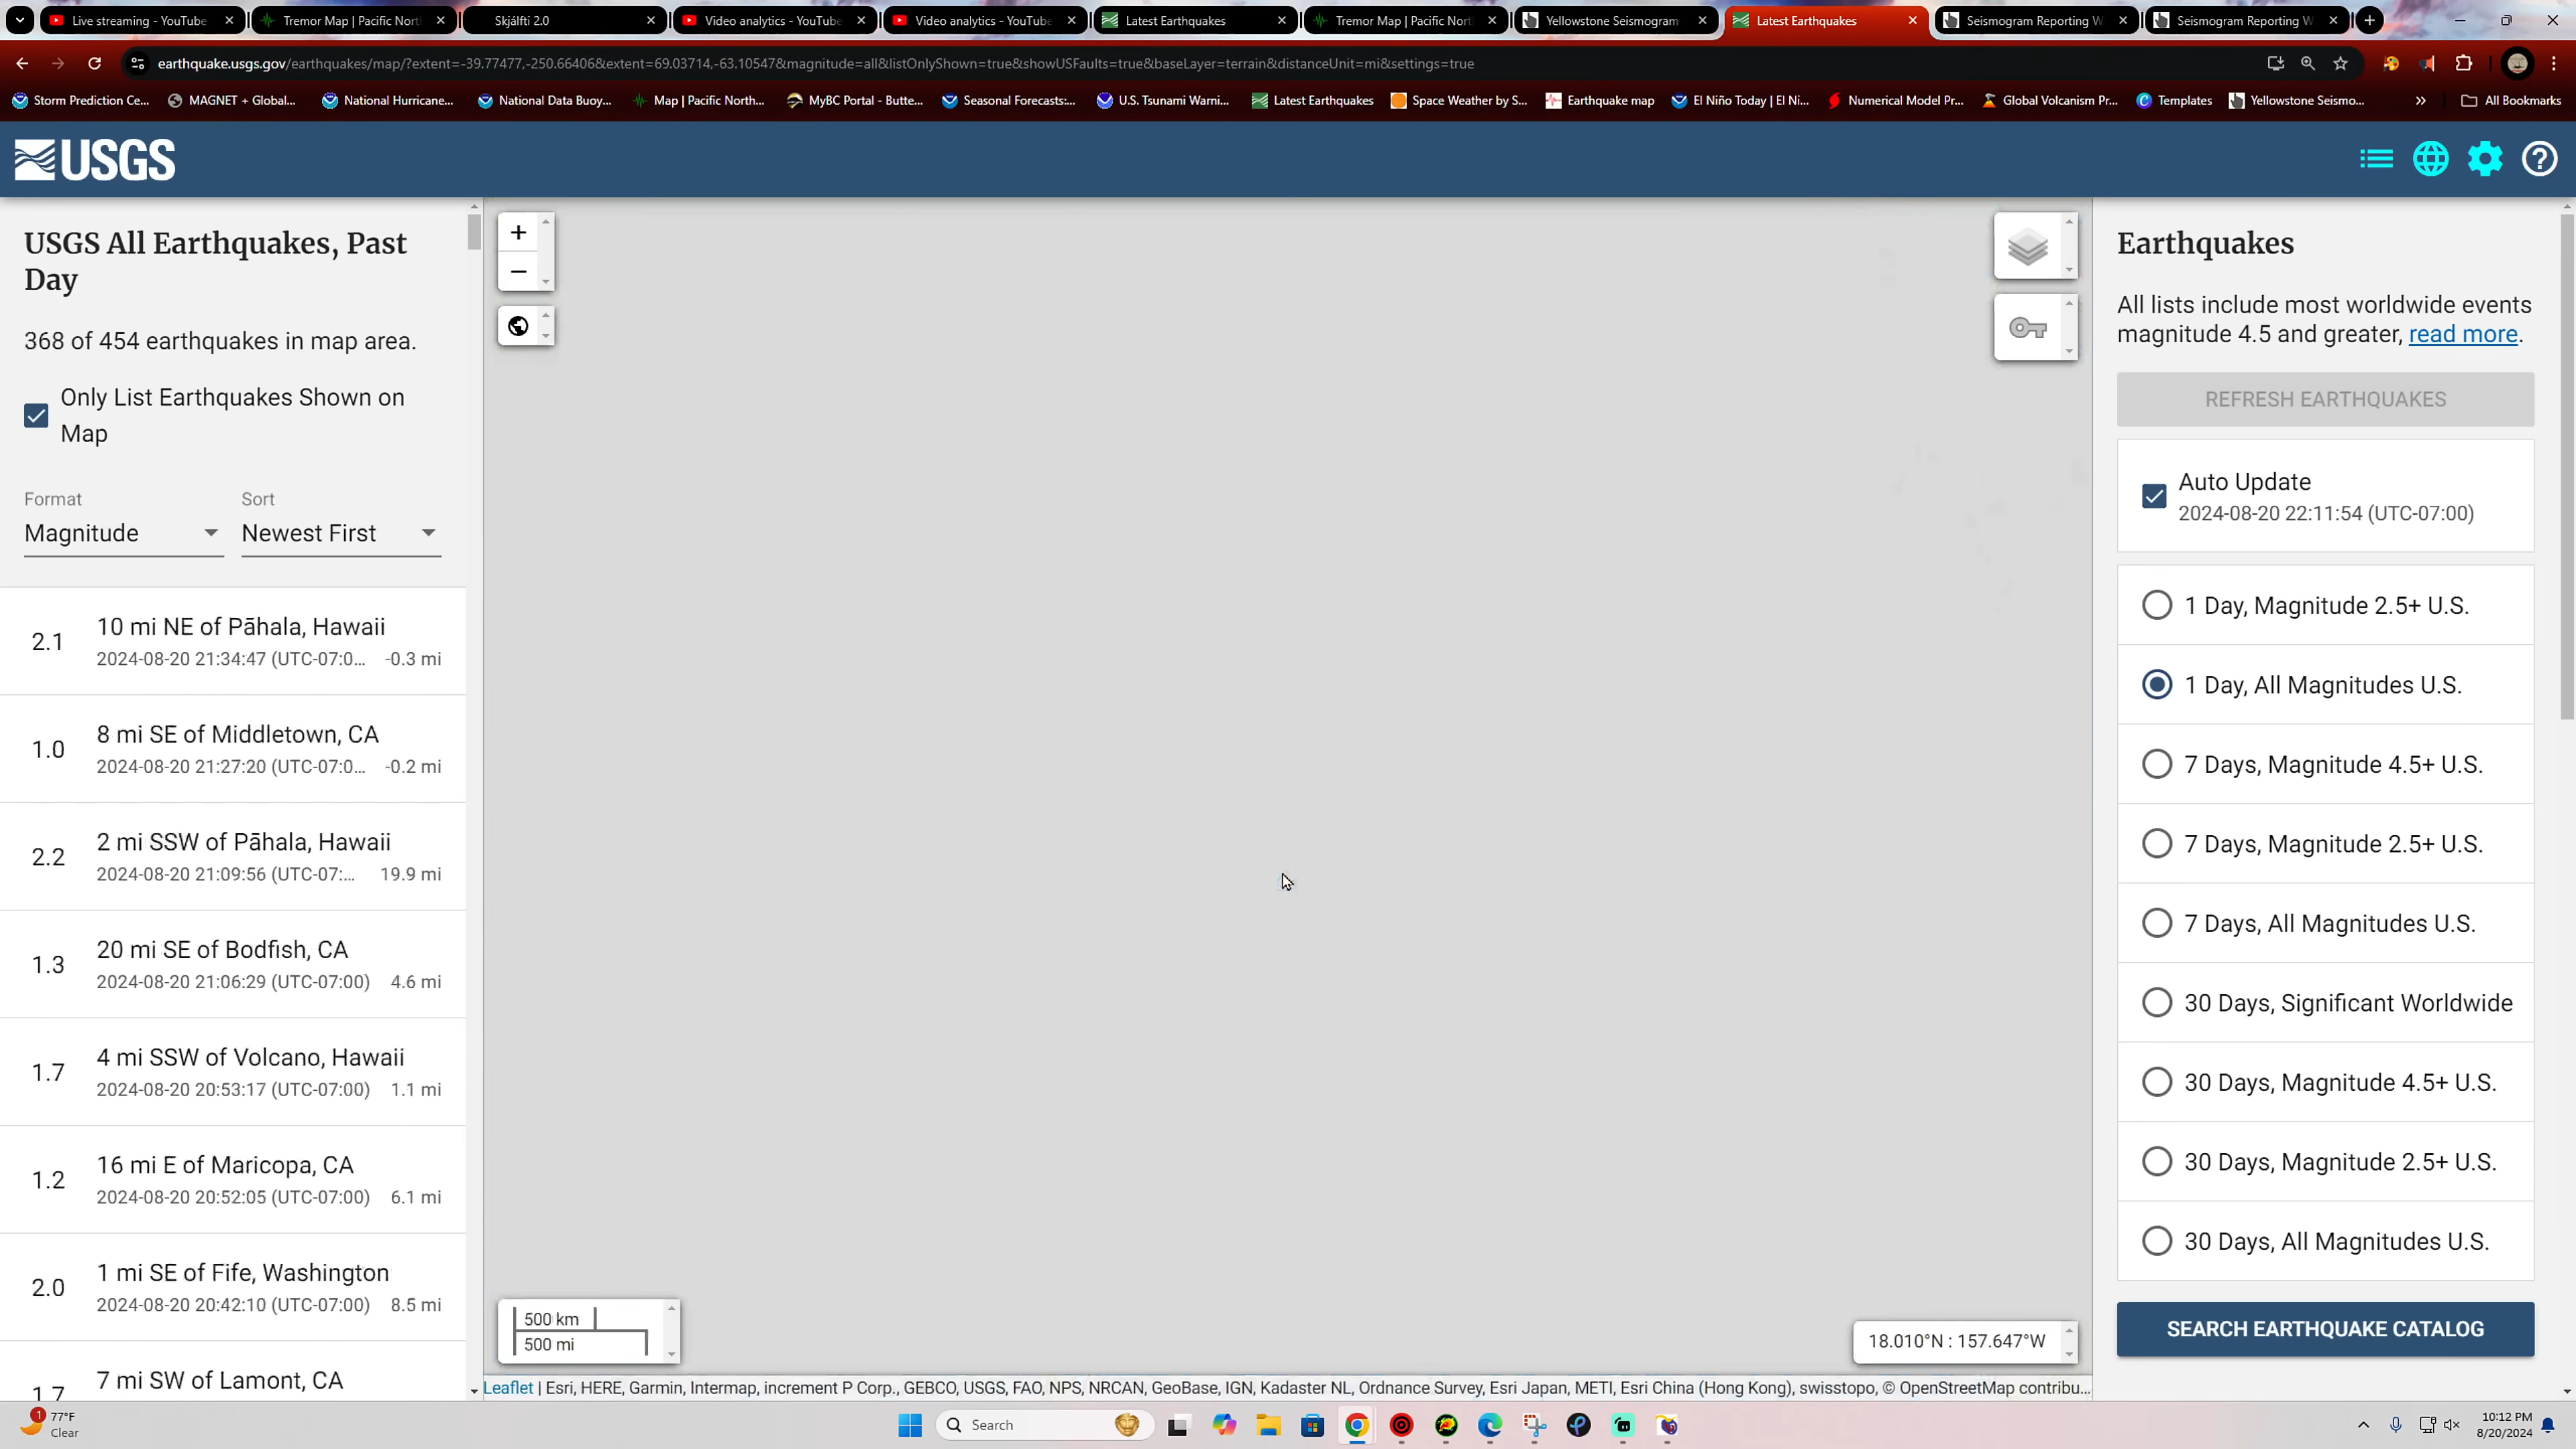 Live streaming - YouTube
Tremor Map | Pacific Nort
Skjálfti 2.0
Video analytics - YouTube
Video analytics - YouTube
Latest Earthquakes
Tremor Map | Pacific Nort
Yellowstone Seismogram
Latest Earthquakes
Seismogram Reporting W
Seismogram Reporting W
earthquake.usgs.gov/earthquakes/map/?extent=-39.77477,-250.66406&extent=69.03714,-63.10547&magnitude=all&listOnlyShown=true&showUSFaults=true&baseLayer=terrain&distanceUnit=mi&settings=true
Storm Prediction Ce...
MAGNET + Global...
National Hurricane...
National Data Buoy...
Map | Pacific North...
MyBC Portal - Butte...
Seasonal Forecasts:...
U.S. Tsunami Warni...
Latest Earthquakes
Space Weather by S...
Earthquake map
El Niño Today | El Ni...
Numerical Model Pr...
Global Volcanism Pr...
Templates
Yellowstone Seismo...
All Bookmarks
USGS
USGS All Earthquakes, Past
Day
368 of 454 earthquakes in map area.
Only List Earthquakes Shown on
Map
Format
Sort
Magnitude
Newest First
2.1
10 mi NE of Pāhala, Hawaii
2024-08-20 21:34:47 (UTC-07:0... -0.3 mi
1.0
8 mi SE of Middletown, CA
2024-08-20 21:27:20 (UTC-07:0... -0.2 mi
2.2
2 mi SSW of Pāhala, Hawaii
2024-08-20 21:09:56 (UTC-07:... 19.9 mi
1.3
20 mi SE of Bodfish, CA
2024-08-20 21:06:29 (UTC-07:00) 4.6 mi
1.7
4 mi SSW of Volcano, Hawaii
2024-08-20 20:53:17 (UTC-07:00) 1.1 mi
1.2
16 mi E of Maricopa, CA
2024-08-20 20:52:05 (UTC-07:00) 6.1 mi
2.0
1 mi SE of Fife, Washington
2024-08-20 20:42:10 (UTC-07:00) 8.5 mi
1.7
7 mi SW of Lamont, CA
+
−
500 km
500 mi
18.010°N : 157.647°W
Leaflet | Esri, HERE, Garmin, Intermap, increment P Corp., GEBCO, USGS, FAO, NPS, NRCAN, GeoBase, IGN, Kadaster NL, Ordnance Survey, Esri Japan, METI, Esri China (Hong Kong), swisstopo, © OpenStreetMap contribu...
Earthquakes
All lists include most worldwide events
magnitude 4.5 and greater, read more.
REFRESH EARTHQUAKES
Auto Update
2024-08-20 22:11:54 (UTC-07:00)
1 Day, Magnitude 2.5+ U.S.
1 Day, All Magnitudes U.S.
7 Days, Magnitude 4.5+ U.S.
7 Days, Magnitude 2.5+ U.S.
7 Days, All Magnitudes U.S.
30 Days, Significant Worldwide
30 Days, Magnitude 4.5+ U.S.
30 Days, Magnitude 2.5+ U.S.
30 Days, All Magnitudes U.S.
SEARCH EARTHQUAKE CATALOG
1
77°F
Clear
Search
10:12 PM
8/20/2024